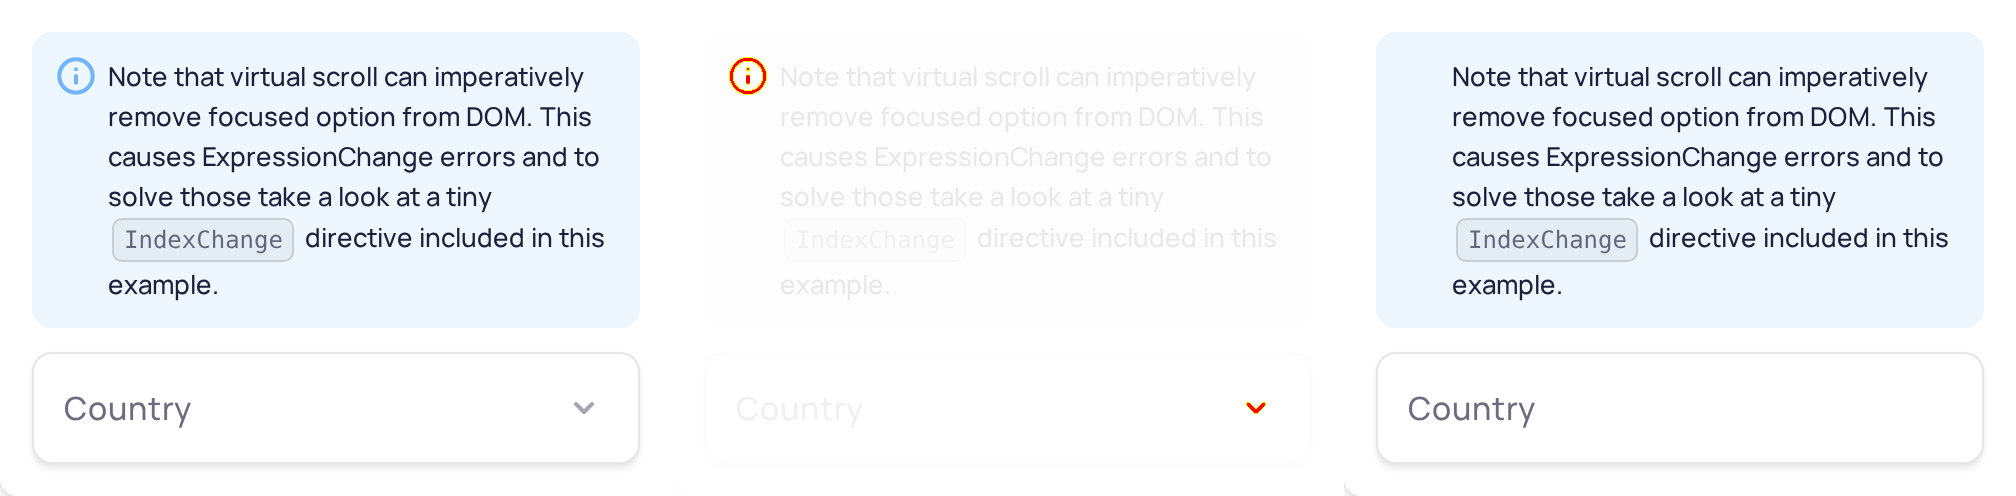 Note that virtual scroll can imperatively
remove focused option from DOM. This
causes ExpressionChange errors and to
solve those take a look at a tiny
IndexChange directive included in this
example.
Country
Note that virtual scroll can imperatively
remove focused option from DOM. This
causes ExpressionChange errors and to
solve those take a look at a tiny
IndexChange directive included in this
example.
Country
Note that virtual scroll can imperatively
remove focused option from DOM. This
causes ExpressionChange errors and to
solve those take a look at a tiny
IndexChange directive included in this
example.
Country